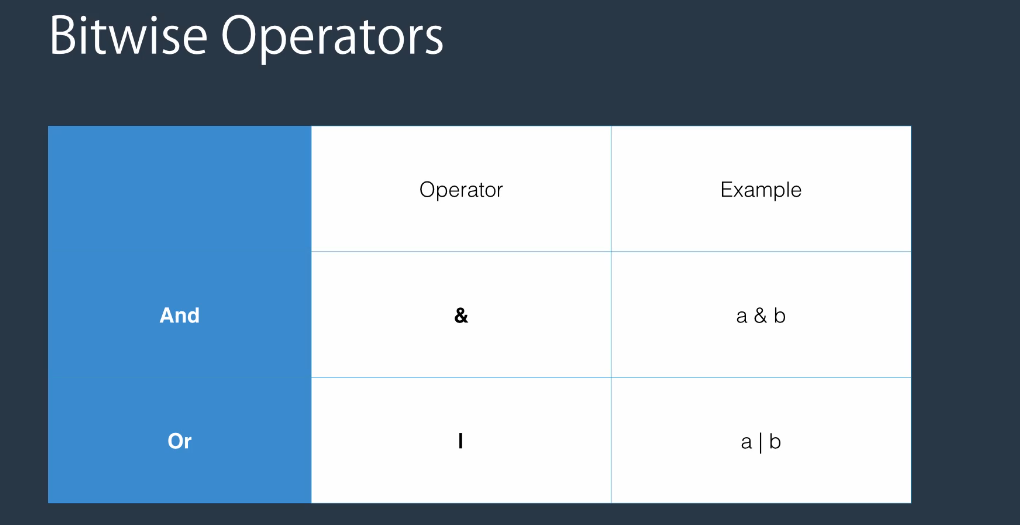 Bitwise Operators
Operator Example
And & a & b
Or | a | b